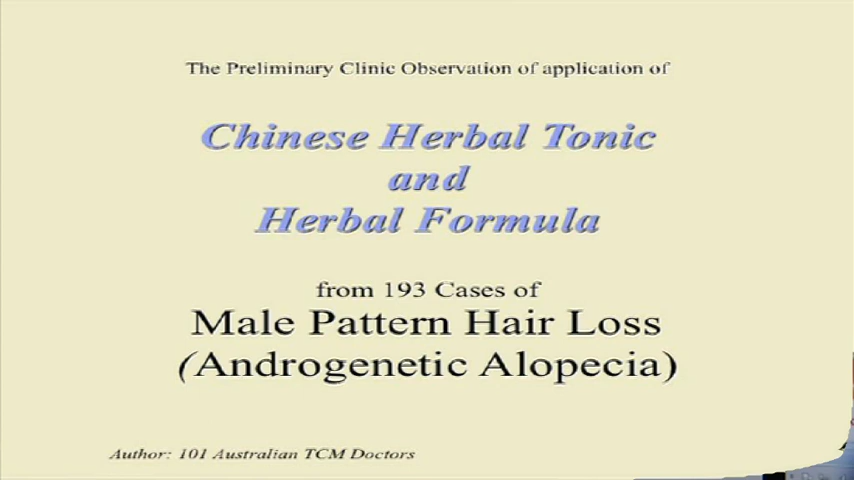 The Preliminary Clinic Observation of application of
Chinese Herbal Tonic
and
Herbal Formula
from 193 Cases of
Male Pattern Hair Loss
(Androgenetic Alopecia)
Author: 101 Australian TCM Doctors